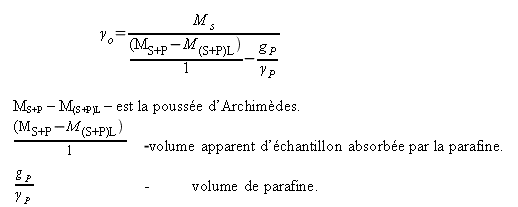 γo = Ms / ((MS+P − M(S+P)L) / 1 − gP / γP)
MS+P − M(S+P)L − est la poussée d'Archimèdes.
(MS+P − M(S+P)L) / 1 -volume apparent d'échantillon absorbée par la parafine.
gP / γP - volume de parafine.